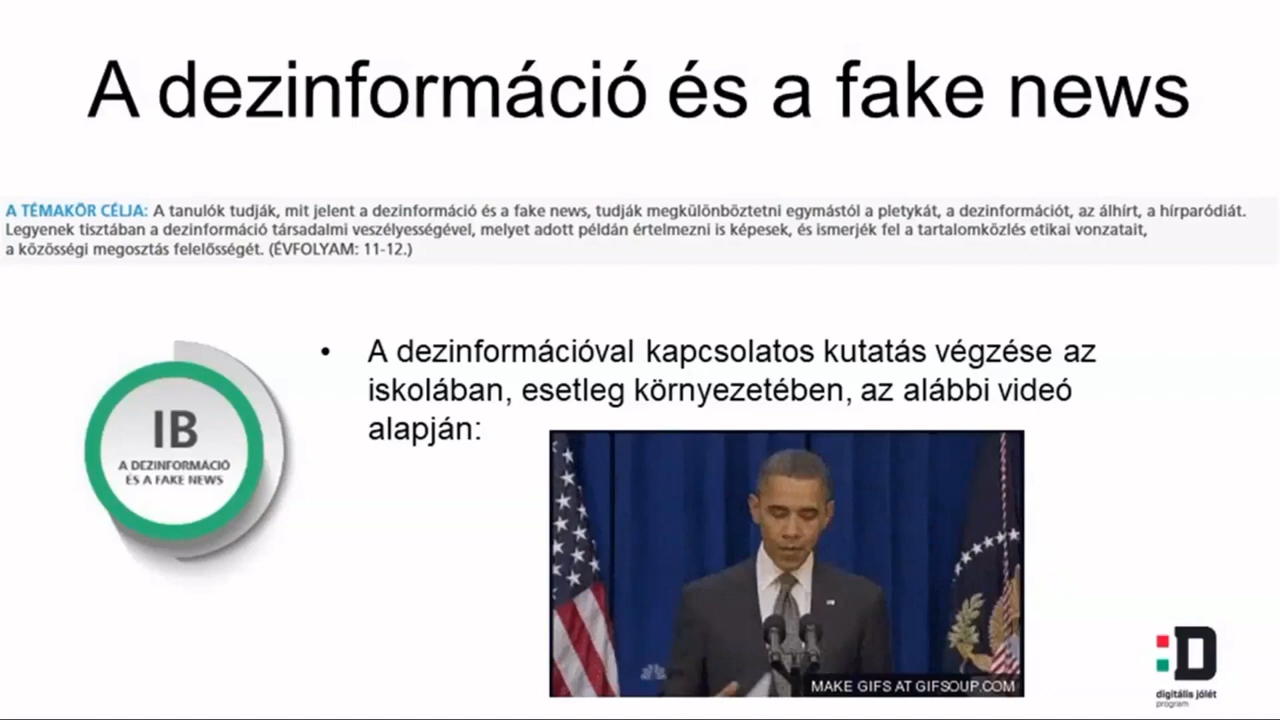 A dezinformáció és a fake news
A TÉMAKÖR CÉLJA: A tanulók tudják, mit jelent a dezinformáció és a fake news, tudják megkülönböztetni egymástól a pletykát, a dezinformációt, az álhírt, a hírparódiát.
Legyenek tisztában a dezinformáció társadalmi veszélyességével, melyet adott példán értelmezni is képesek, és ismerjék fel a tartalomközlés etikai vonzatait,
a közösségi megosztás felelősségét. (ÉVFOLYAM: 11-12.)
• A dezinformációval kapcsolatos kutatás végzése az
iskolában, esetleg környezetében, az alábbi videó
alapján:
IB
A DEZINFORMÁCIÓ
ÉS A FAKE NEWS
MAKE GIFS AT GIFSOUP.COM
:D
digitális jólét
program